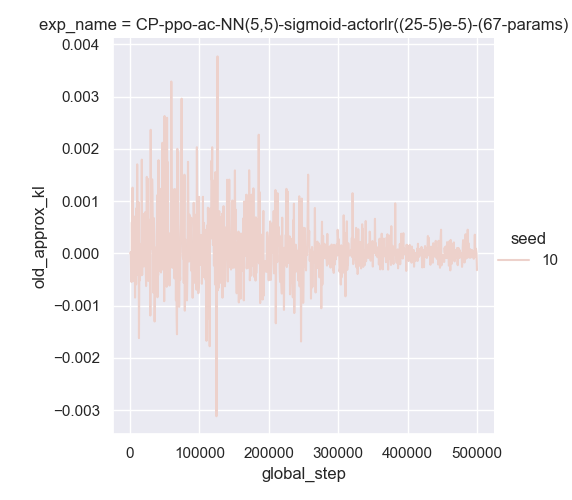 exp_name = CP-ppo-ac-NN(5,5)-sigmoid-actorlr((25-5)e-5)-(67-params)
0.004
0.003
0.002
0.001
0.000
−0.001
−0.002
−0.003
old_approx_kl
seed
10
0 100000 200000 300000 400000 500000
global_step